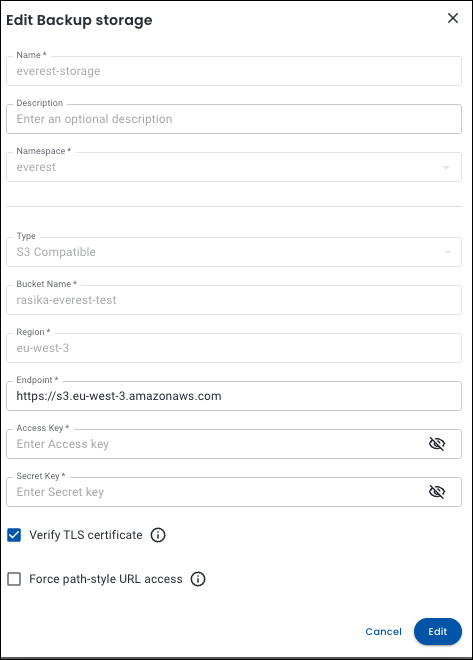 Edit Backup storage
Name *
everest-storage
Description
Enter an optional description
Namespace *
everest
Type
S3 Compatible
Bucket Name *
rasika-everest-test
Region *
eu-west-3
Endpoint *
https://s3.eu-west-3.amazonaws.com
Access Key *
Enter Access key
Secret Key *
Enter Secret key
Verify TLS certificate
Force path-style URL access
Cancel Edit